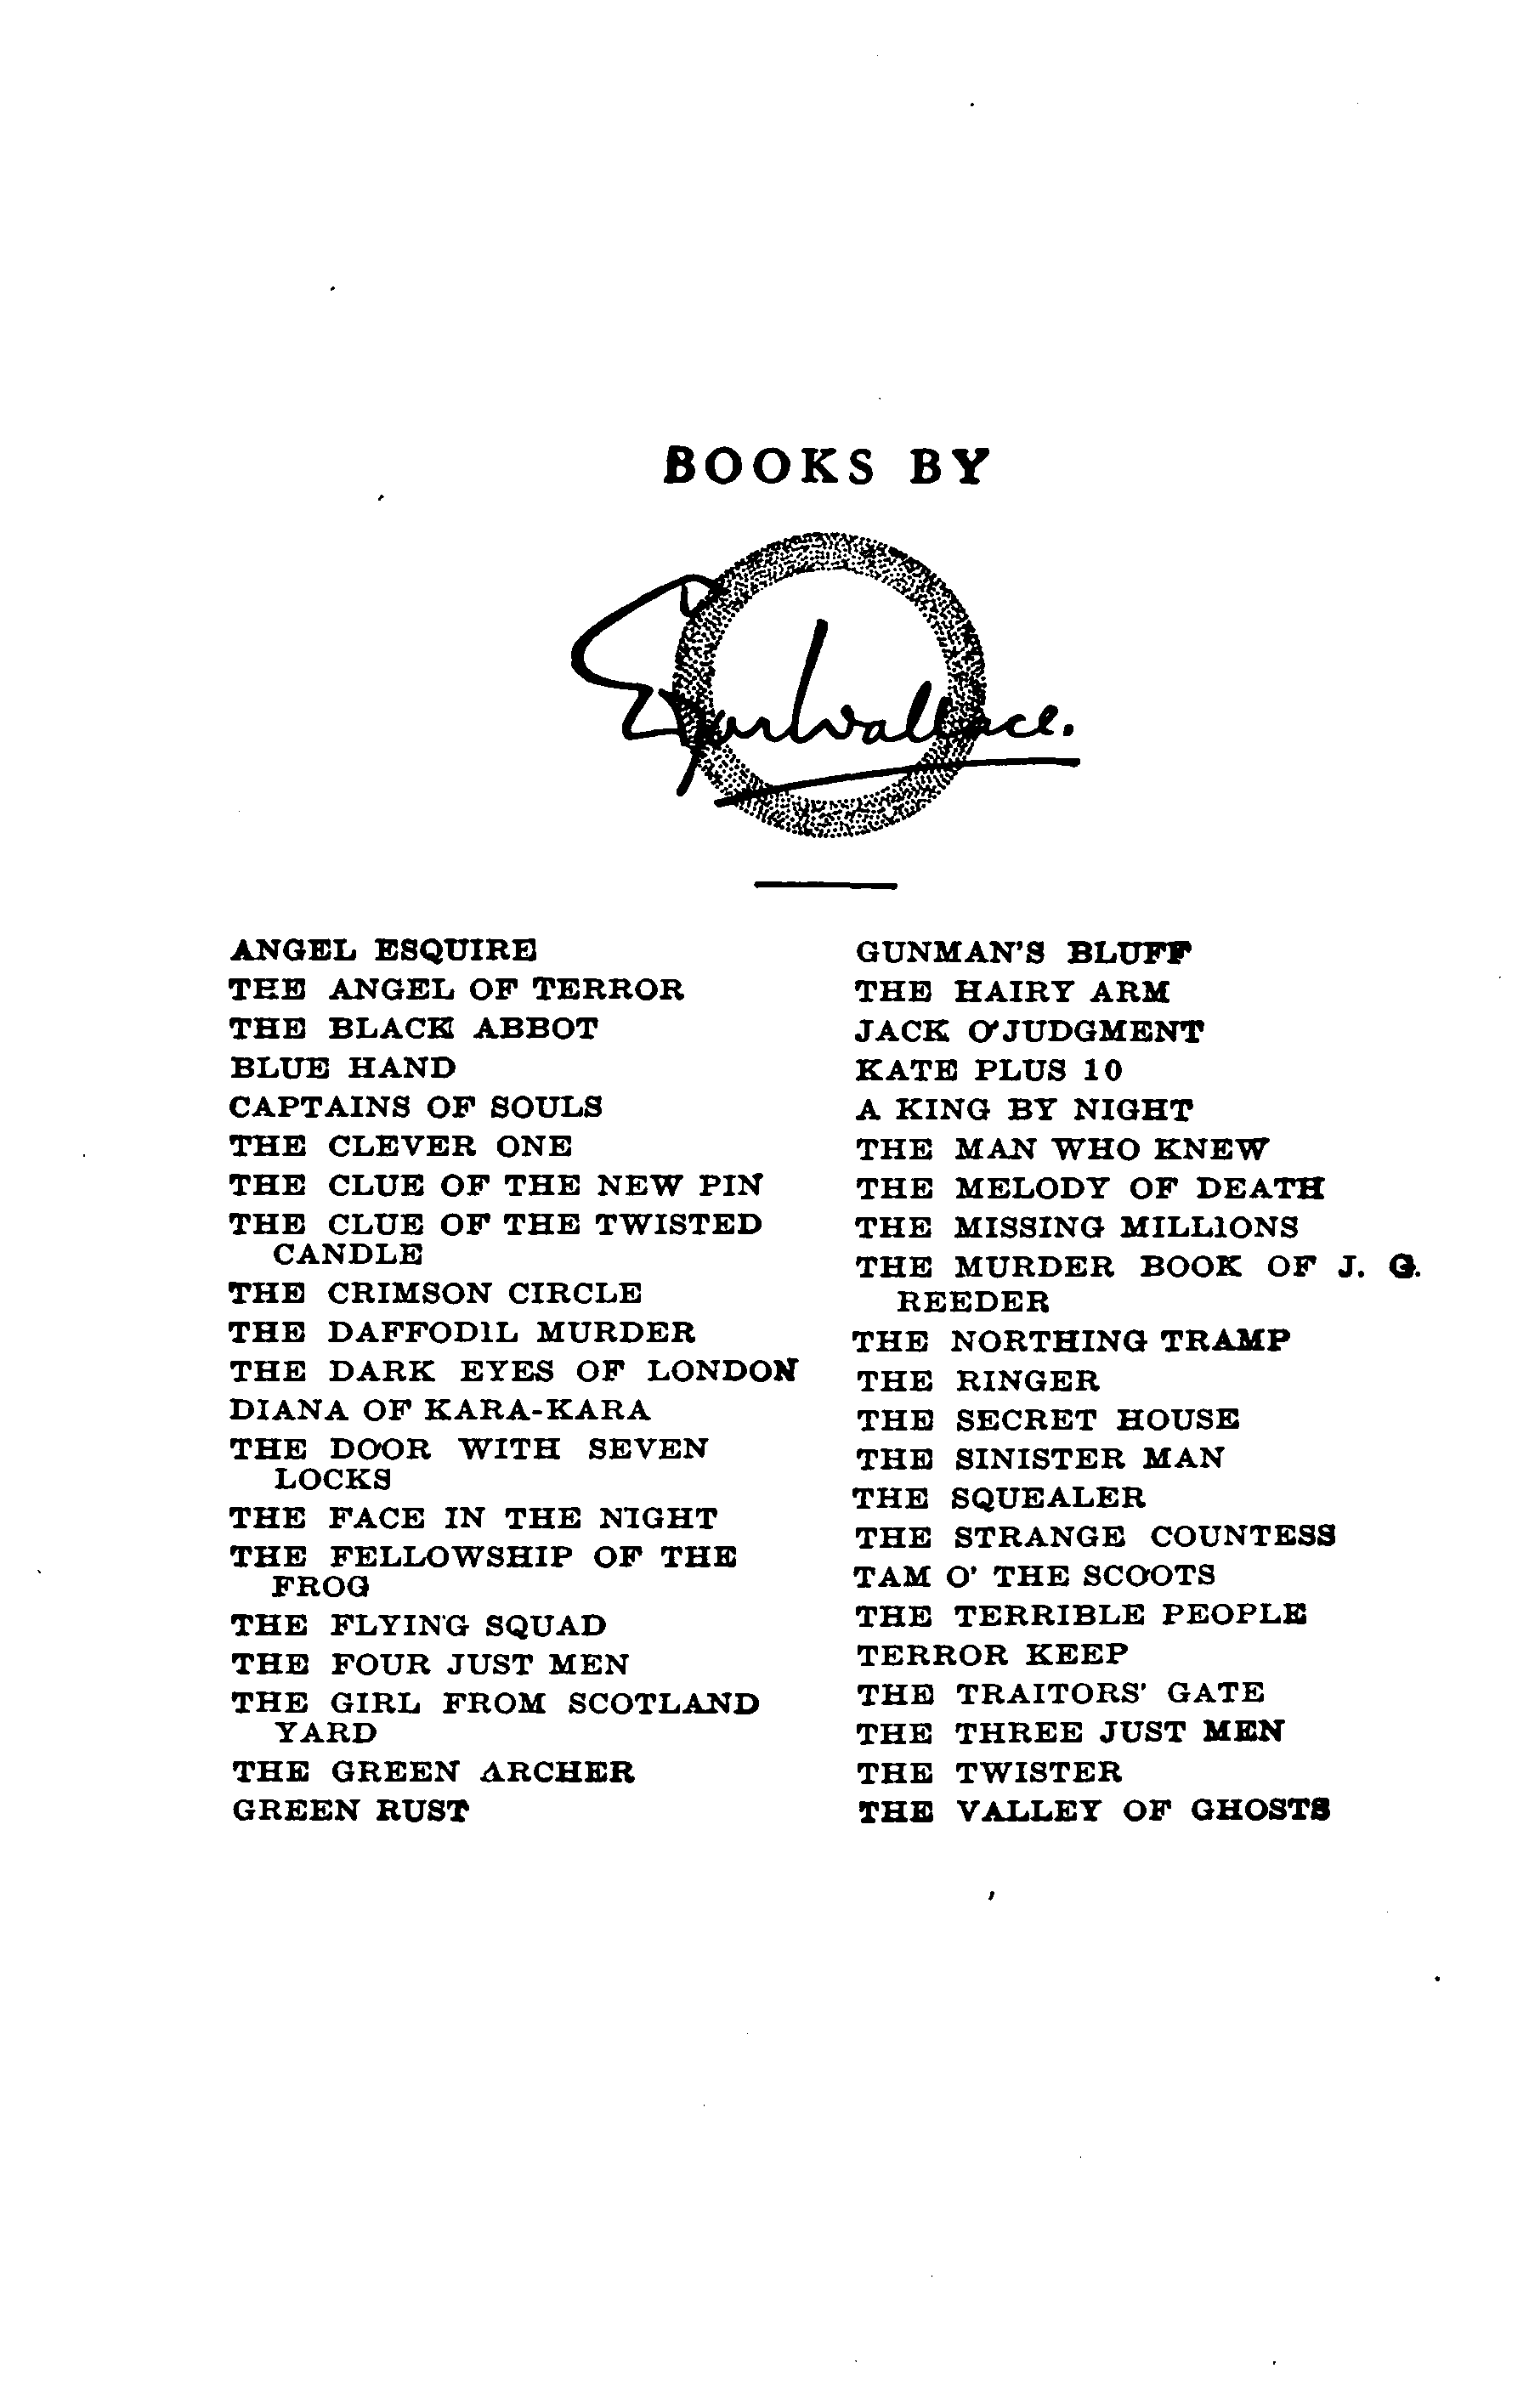 BOOKS BY
Edgar Wallace.
ANGEL ESQUIRE
THE ANGEL OF TERROR
THE BLACK ABBOT
BLUE HAND
CAPTAINS OF SOULS
THE CLEVER ONE
THE CLUE OF THE NEW PIN
THE CLUE OF THE TWISTED
CANDLE
THE CRIMSON CIRCLE
THE DAFFODIL MURDER
THE DARK EYES OF LONDON
DIANA OF KARA-KARA
THE DOOR WITH SEVEN
LOCKS
THE FACE IN THE NIGHT
THE FELLOWSHIP OF THE
FROG
THE FLYING SQUAD
THE FOUR JUST MEN
THE GIRL FROM SCOTLAND
YARD
THE GREEN ARCHER
GREEN RUST
GUNMAN'S BLUFF
THE HAIRY ARM
JACK O'JUDGMENT
KATE PLUS 10
A KING BY NIGHT
THE MAN WHO KNEW
THE MELODY OF DEATH
THE MISSING MILLIONS
THE MURDER BOOK OF J. G.
REEDER
THE NORTHING TRAMP
THE RINGER
THE SECRET HOUSE
THE SINISTER MAN
THE SQUEALER
THE STRANGE COUNTESS
TAM O' THE SCOOTS
THE TERRIBLE PEOPLE
TERROR KEEP
THE TRAITORS' GATE
THE THREE JUST MEN
THE TWISTER
THE VALLEY OF GHOSTS